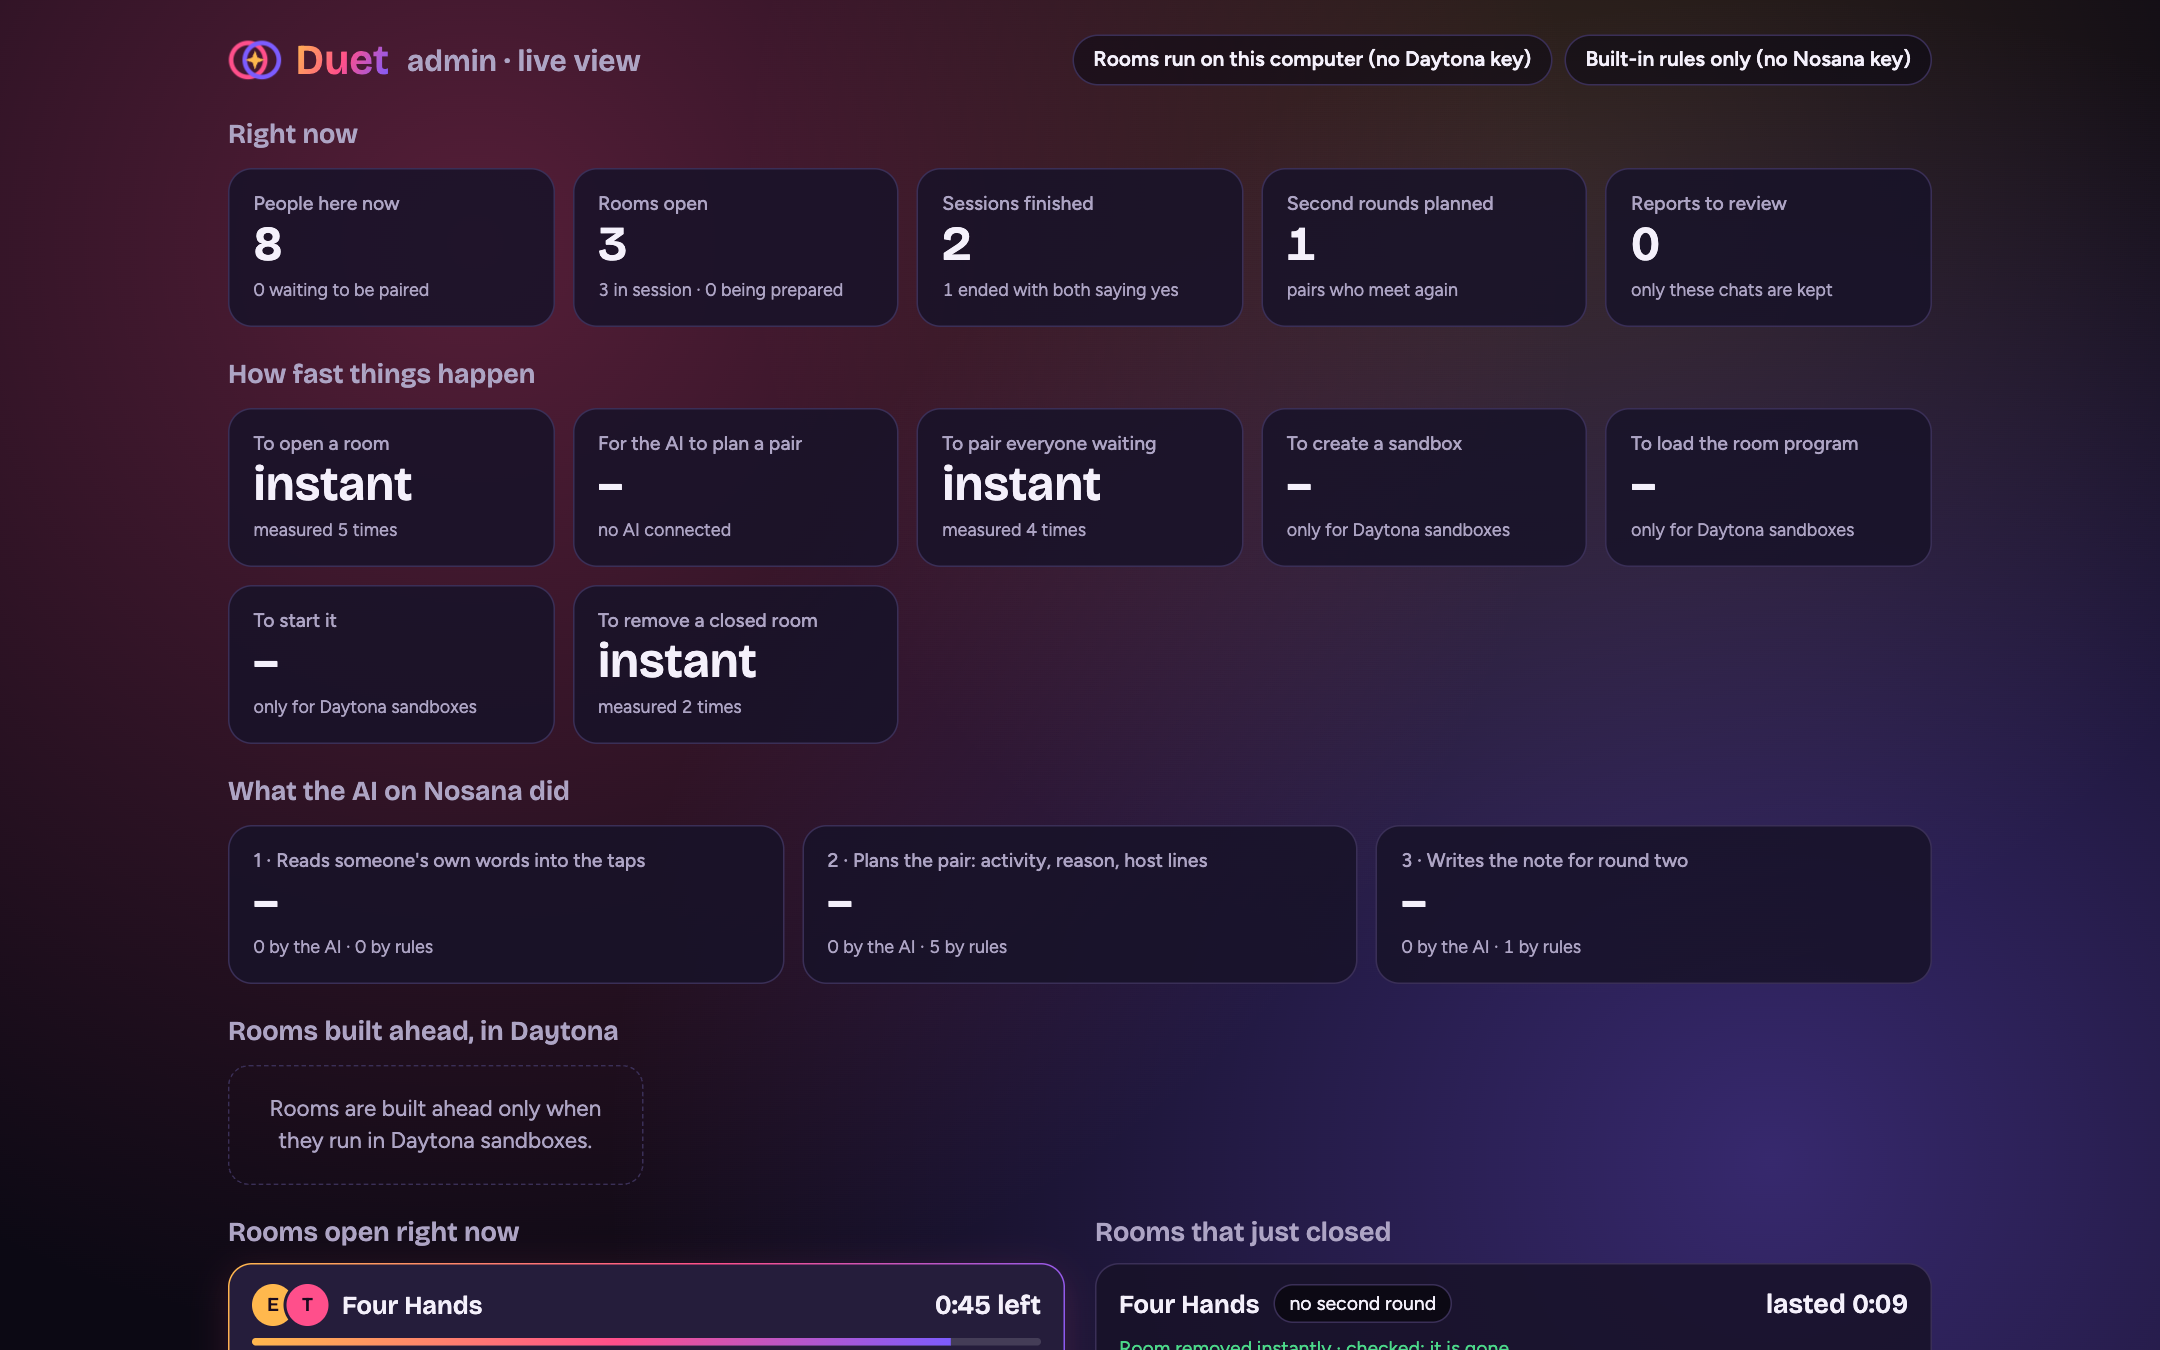 Duet admin · live view
Rooms run on this computer (no Daytona key)
Built-in rules only (no Nosana key)
Right now
People here now
8
0 waiting to be paired
Rooms open
3
3 in session · 0 being prepared
Sessions finished
2
1 ended with both saying yes
Second rounds planned
1
pairs who meet again
Reports to review
0
only these chats are kept
How fast things happen
To open a room
instant
measured 5 times
For the AI to plan a pair
–
no AI connected
To pair everyone waiting
instant
measured 4 times
To create a sandbox
–
only for Daytona sandboxes
To load the room program
–
only for Daytona sandboxes
To start it
–
only for Daytona sandboxes
To remove a closed room
instant
measured 2 times
What the AI on Nosana did
1 · Reads someone's own words into the taps
–
0 by the AI · 0 by rules
2 · Plans the pair: activity, reason, host lines
–
0 by the AI · 5 by rules
3 · Writes the note for round two
–
0 by the AI · 1 by rules
Rooms built ahead, in Daytona
Rooms are built ahead only when
they run in Daytona sandboxes.
Rooms open right now
E T Four Hands 0:45 left
Rooms that just closed
Four Hands no second round lasted 0:09
Room removed instantly · checked: it is gone